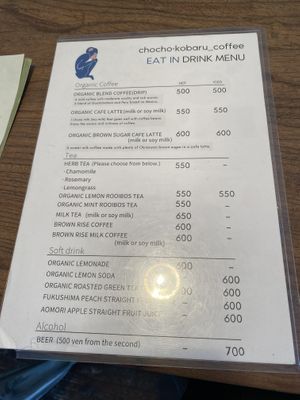 chocho·kobaru_coffee
EAT IN DRINK MENU
Organic Coffee HOT ICED
ORGANIC BLEND COFFEE(DRIP) 500 500
ORGANIC CAFE LATTE (milk or soy milk) 550 550
ORGANIC BROWN SUGAR CAFE LATTE 600 600
(milk or soy milk)
Tea
HERB TEA (Please choose from below.) 550 –
·Chamomile
·Rosemary
·Lemongrass
ORGANIC LEMON ROOIBOS TEA 550 550
ORGANIC MINT ROOIBOS TEA 550 –
MILK TEA (milk or soy milk) 650 –
BROWN RISE COFFEE 600 –
BROWN RISE MILK COFFEE 600 –
(milk or soy milk)
Soft drink
ORGANIC LEMONADE 600 –
ORGANIC LEMON SODA 600
ORGANIC ROASTED GREEN TEA 600
FUKUSHIMA PEACH STRAIGHT 600
AOMORI APPLE STRAIGHT FRUIT JUICE – 600
Alcohol
BEER (500 yen from the second) – 700